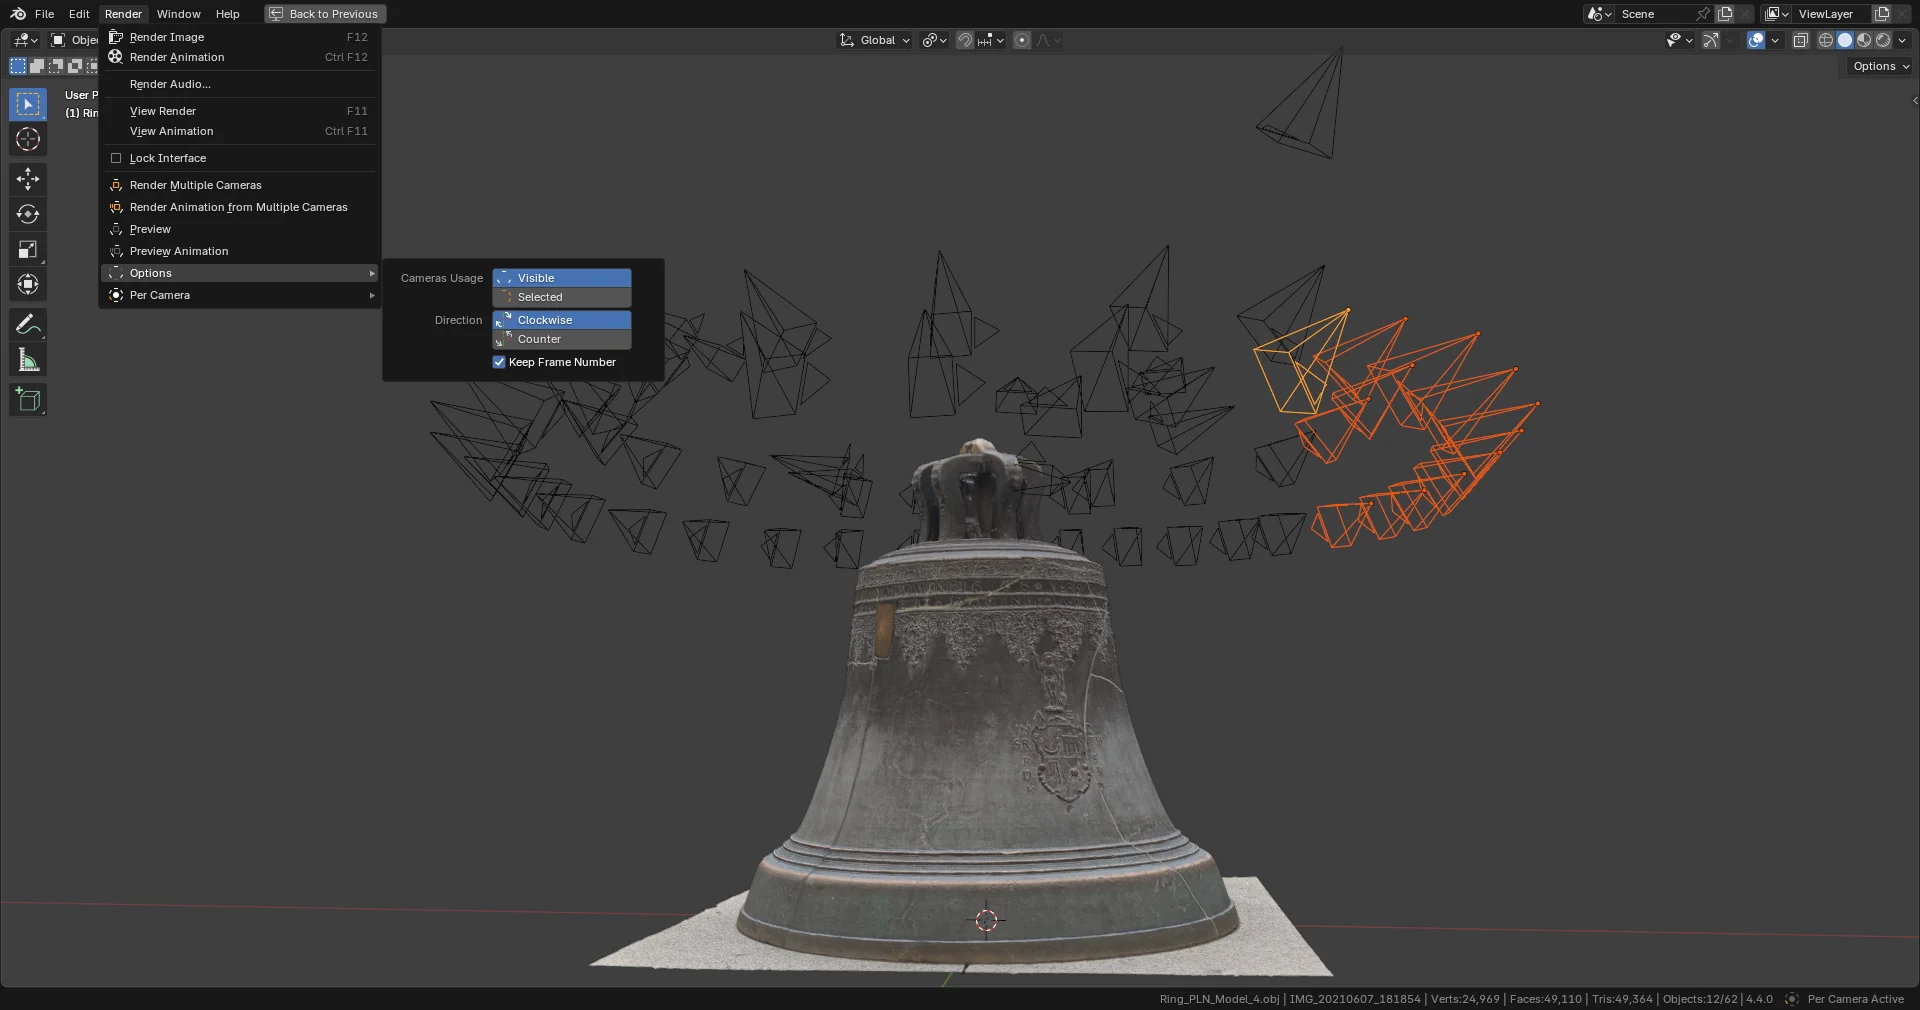 File Edit Render Window Help Back to Previous Scene ViewLayer
Global
Options
User P
(1) Rin
Render Image F12
Render Animation Ctrl F12
Render Audio...
View Render F11
View Animation Ctrl F11
Lock Interface
Render Multiple Cameras
Render Animation from Multiple Cameras
Preview
Preview Animation
Options
Per Camera
Cameras Usage Visible
Selected
Direction Clockwise
Counter
Keep Frame Number
Ring_PLN_Model_4.obj | IMG_20210607_181854 | Verts:24,969 | Faces:49,110 | Tris:49,364 | Objects:12/62 | 4.4.0 Per Camera Active